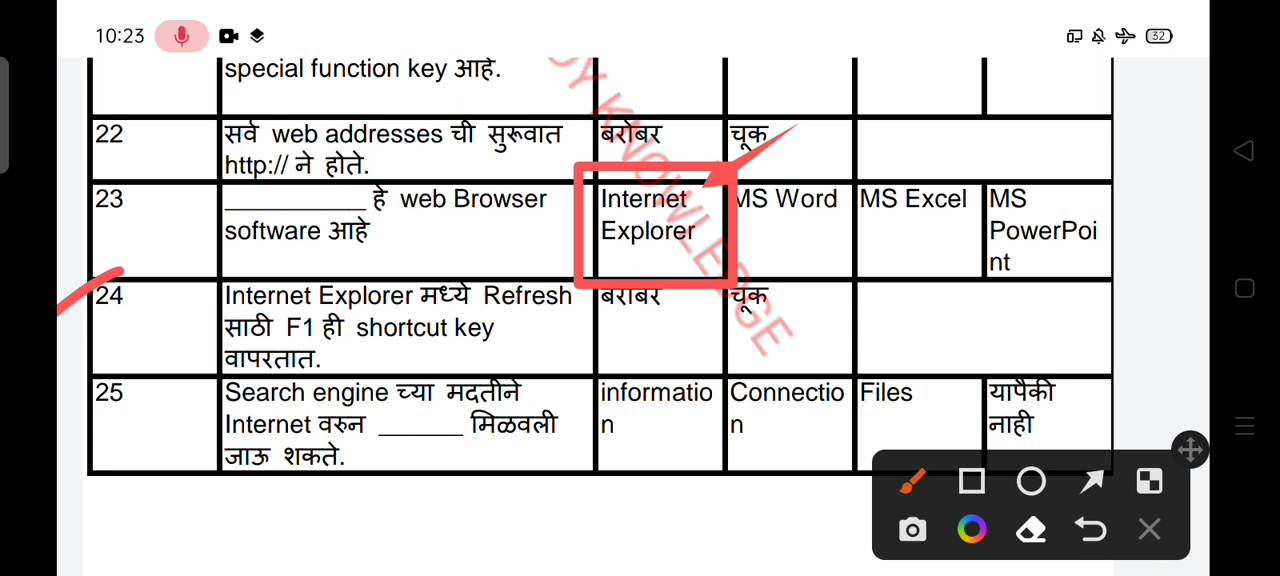 10:23
32
special function key आहे.
22 सर्व web addresses ची सुरूवात बरोबर चूक
http:// ने होते.
23 __________ हे web Browser Internet MS Word MS Excel MS
software आहे Explorer PowerPoi
nt
24 Internet Explorer मध्ये Refresh बरोबर चूक
साठी F1 ही shortcut key
वापरतात.
25 Search engine च्या मदतीने informatio Connectio Files यापैकी
Internet वरुन ______ मिळवली n n नाही
जाऊ शकते.
KNOWLEDGE